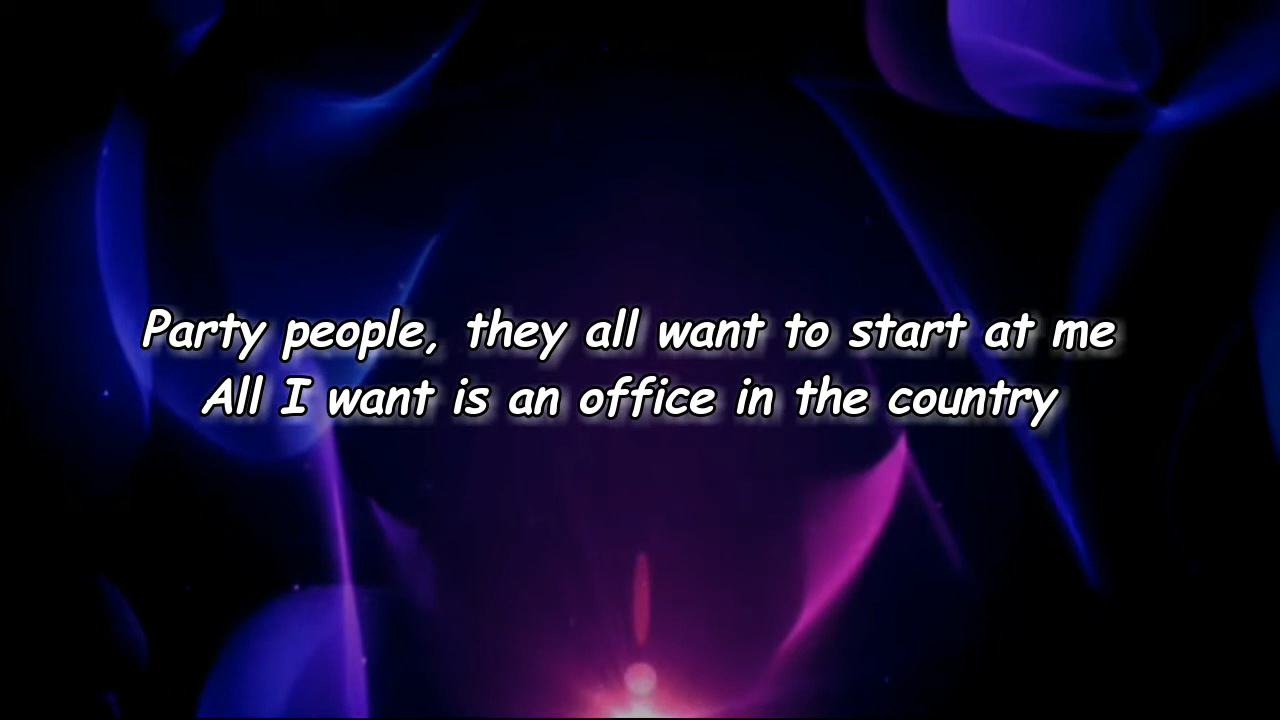 Party people, they all want to start at me
All I want is an office in the country